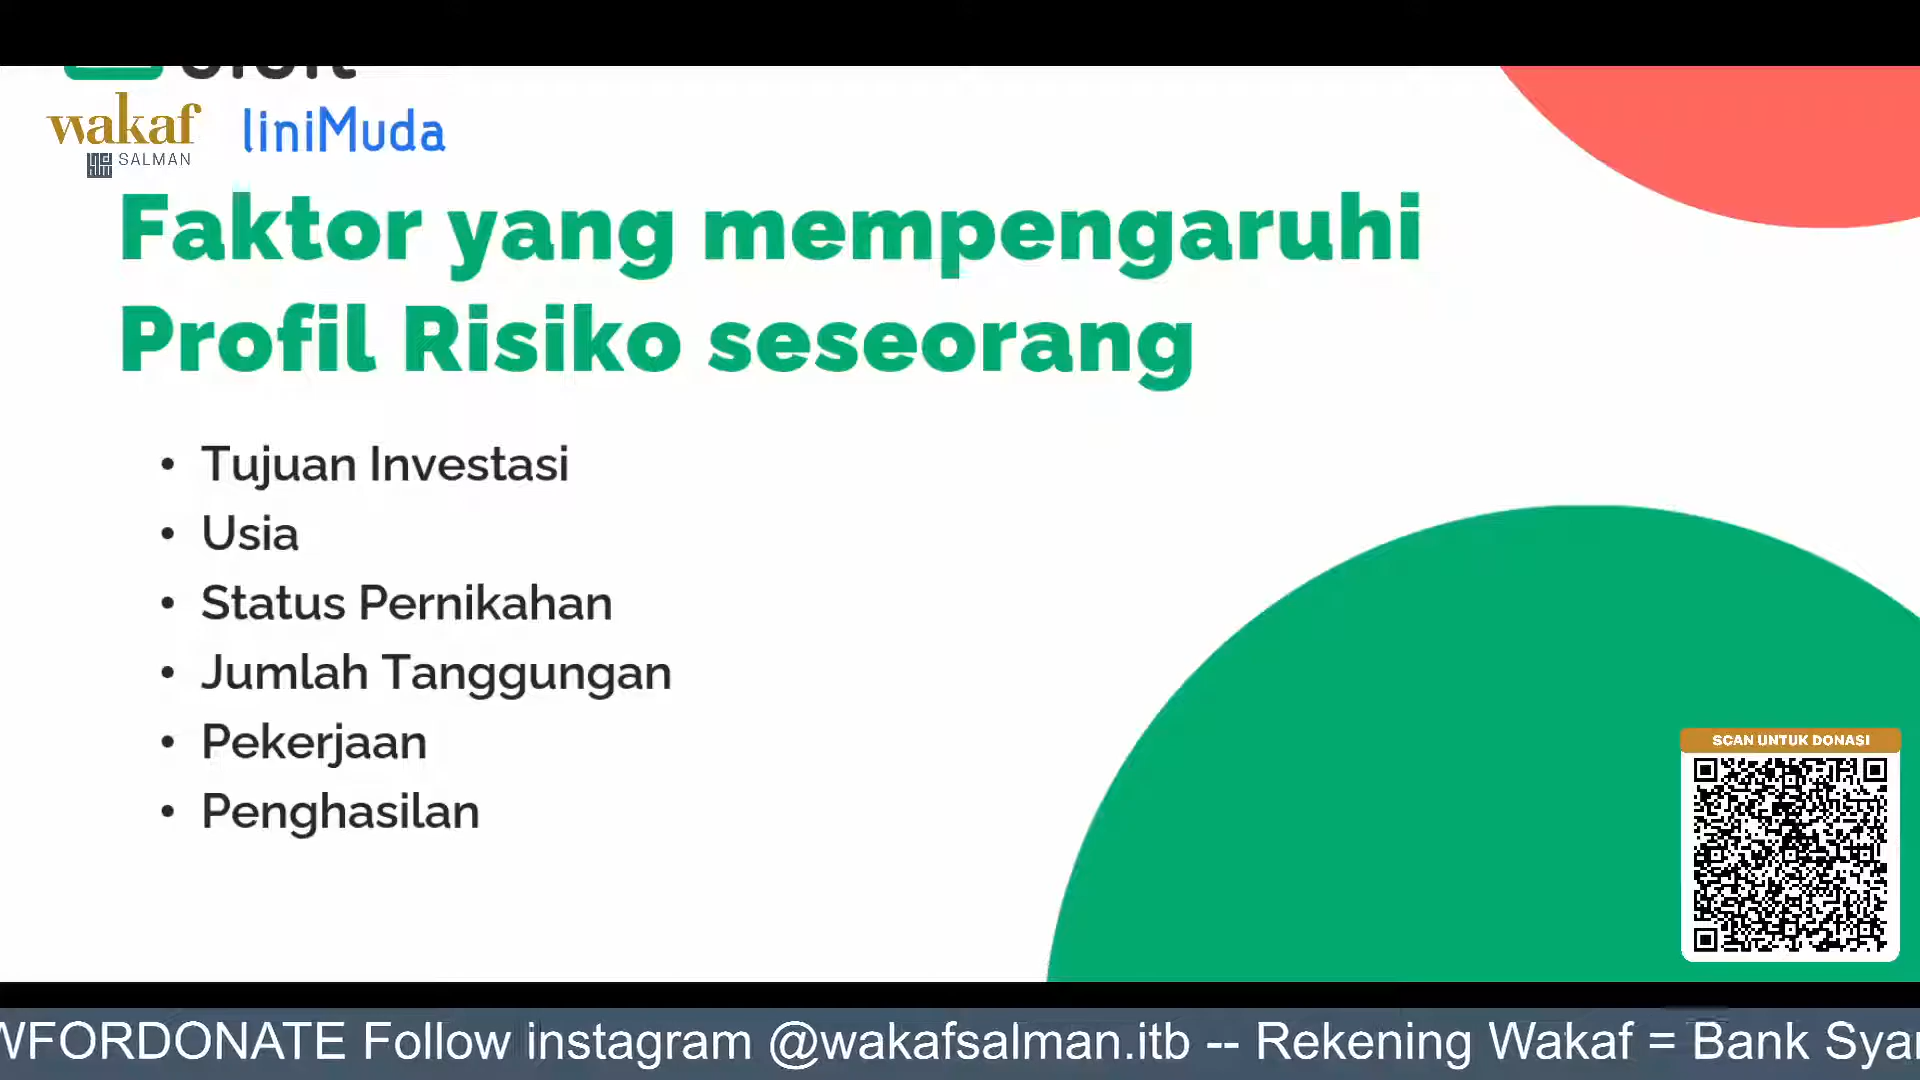 wakaf
SALMAN
liniMuda
Faktor yang mempengaruhi
Profil Risiko seseorang
• Tujuan Investasi
• Usia
• Status Pernikahan
• Jumlah Tanggungan
• Pekerjaan
• Penghasilan
SCAN UNTUK DONASI
WFORDONATE Follow instagram @wakafsalman.itb -- Rekening Wakaf = Bank Sya